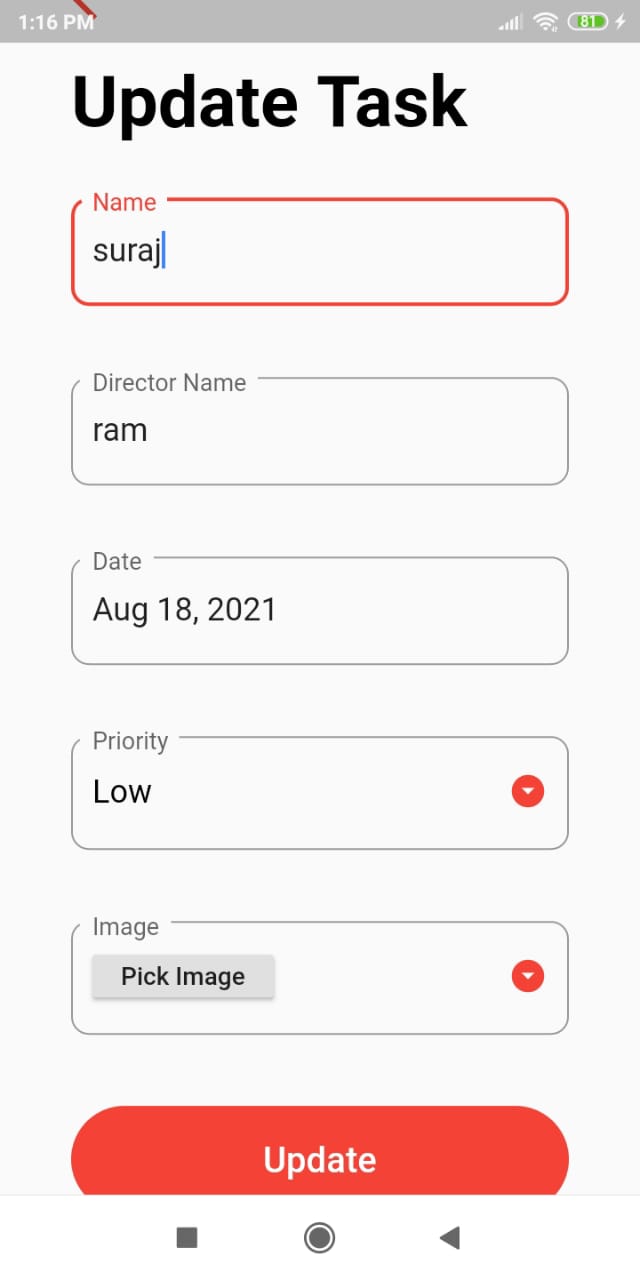 1:16 PM
81
Update Task
Name
suraj
Director Name
ram
Date
Aug 18, 2021
Priority
Low
Image
Pick Image
Update